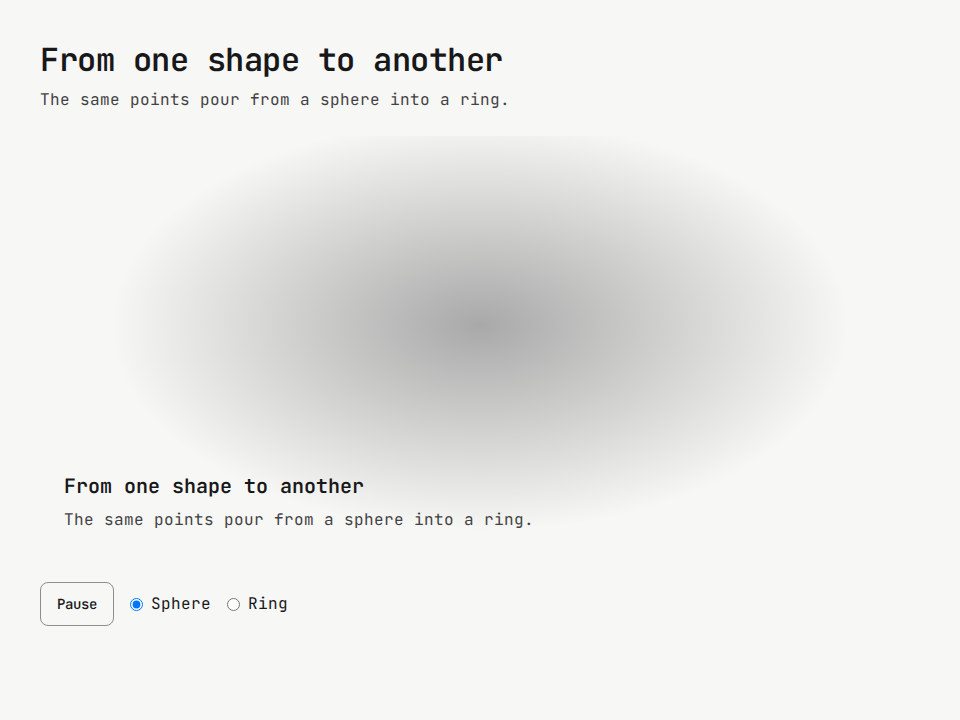 From one shape to another
The same points pour from a sphere into a ring.
From one shape to another
The same points pour from a sphere into a ring.
Pause Sphere Ring